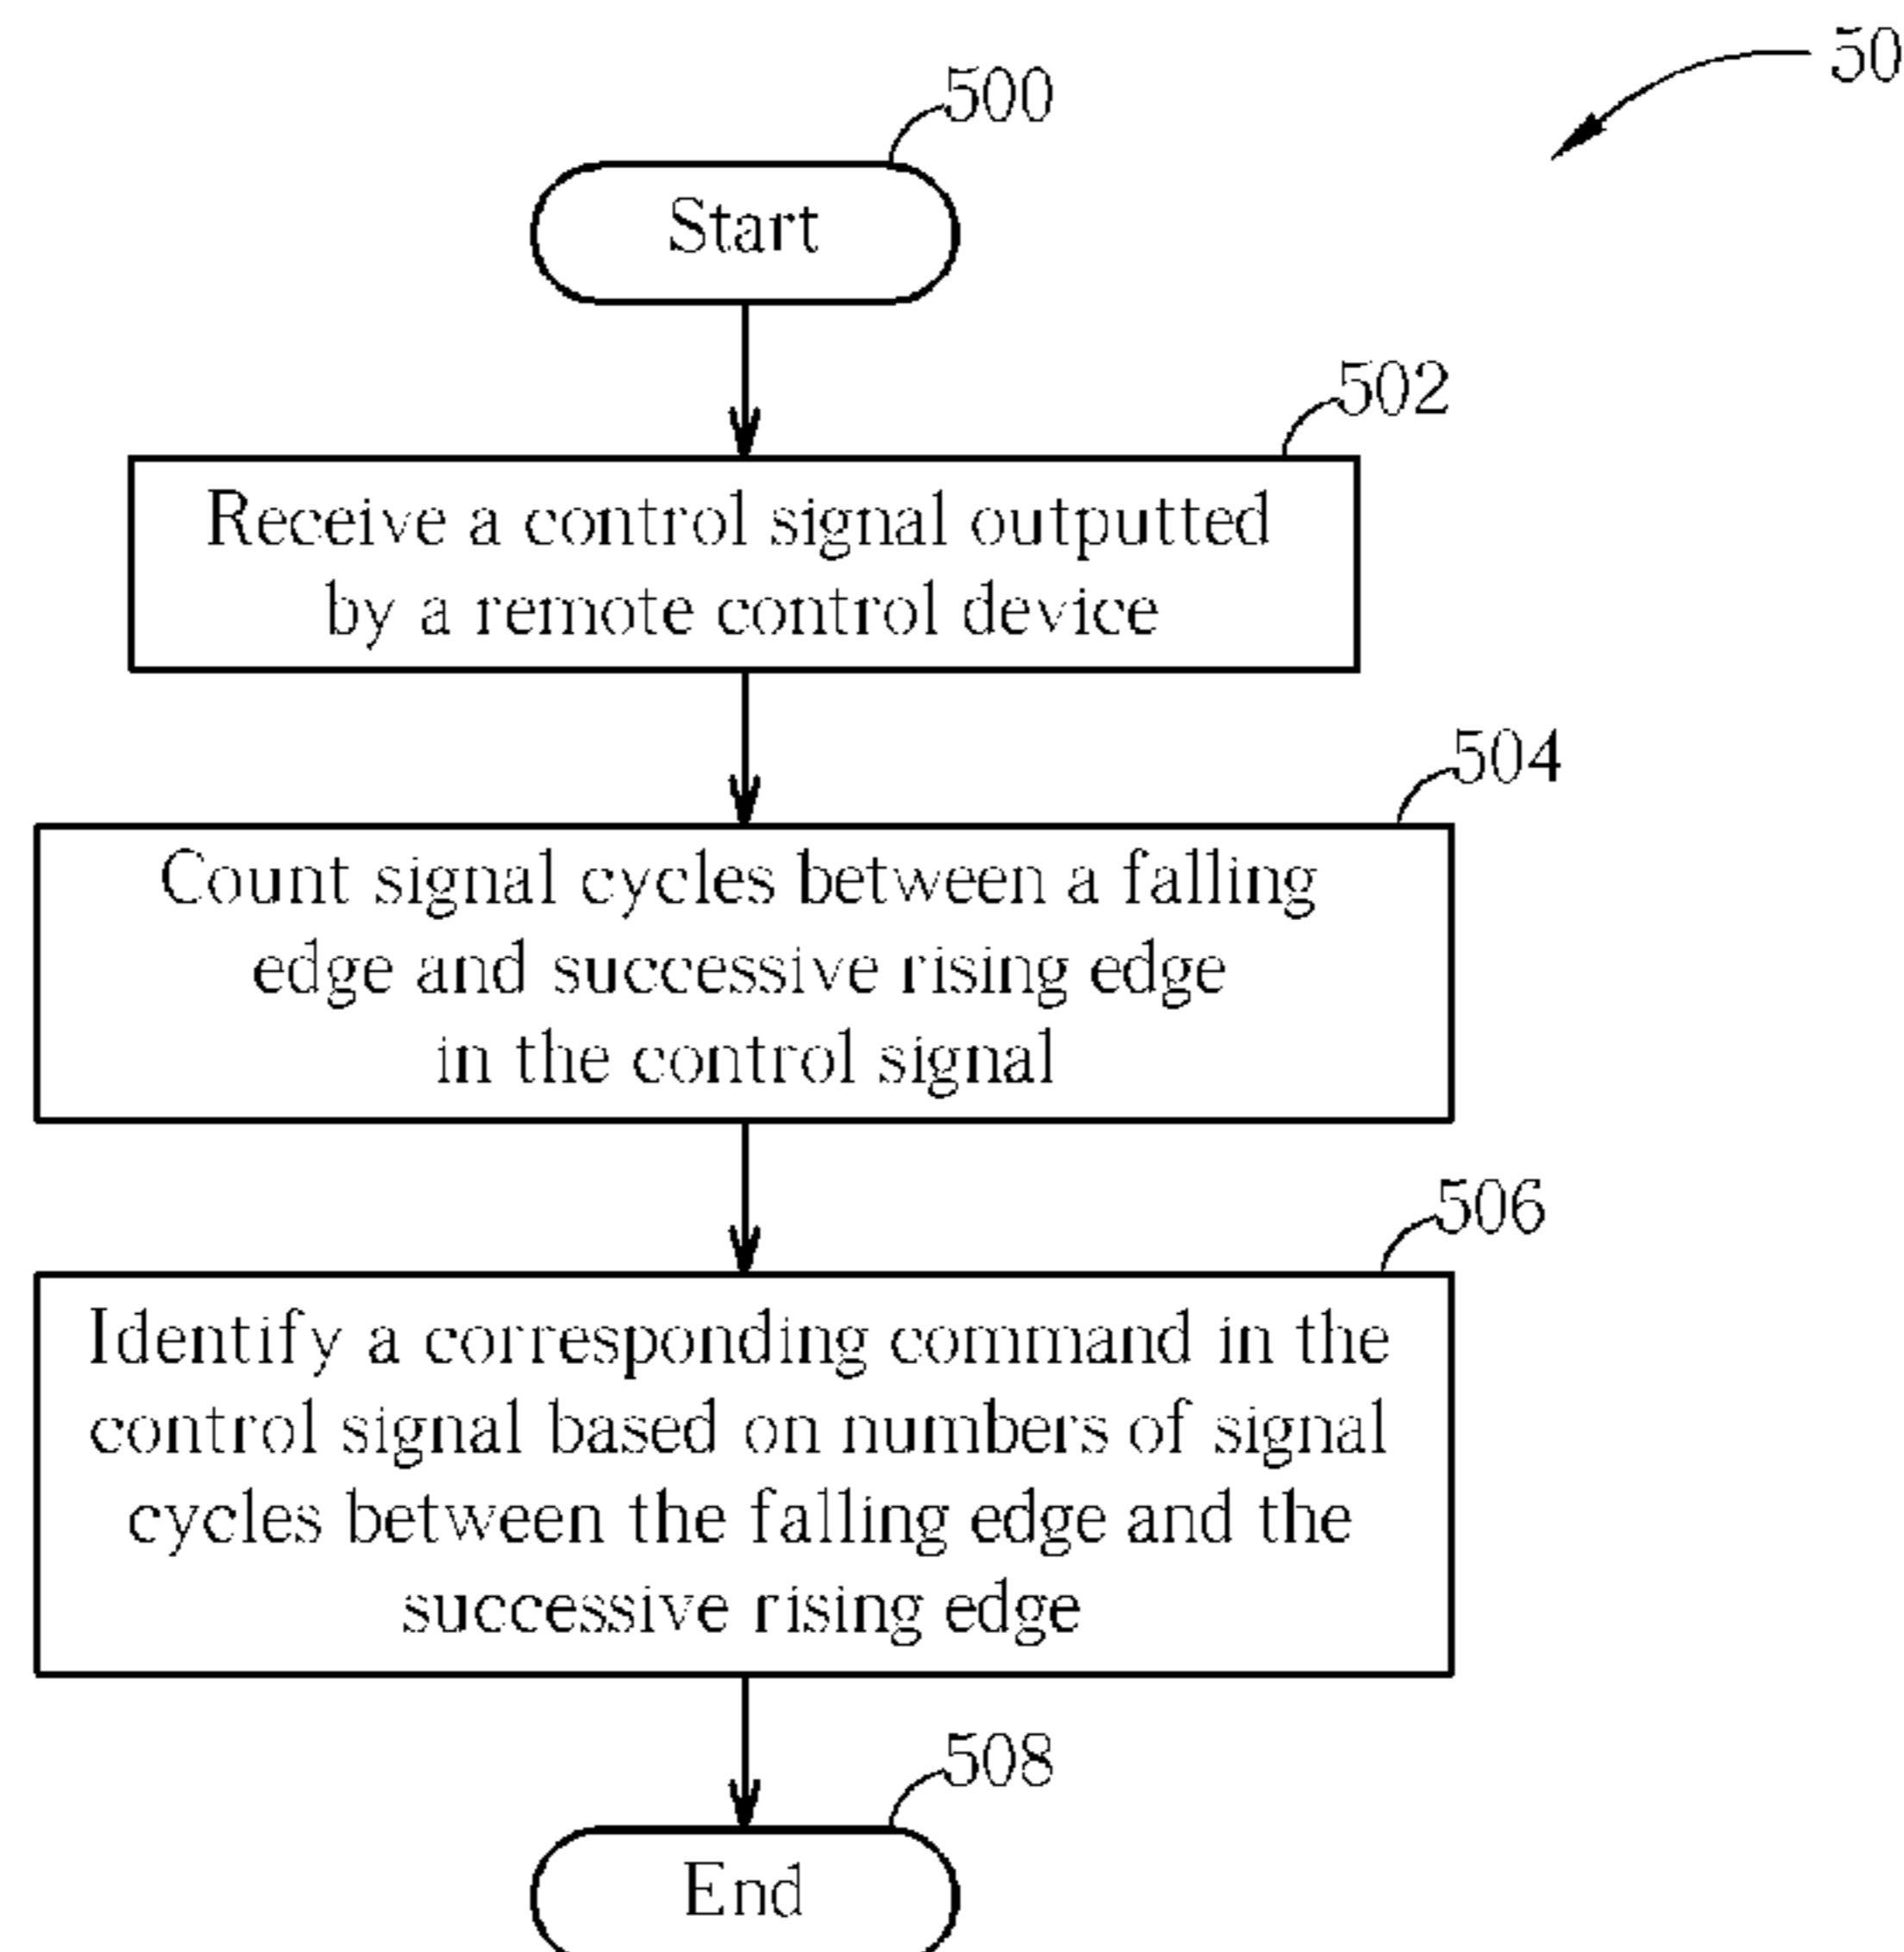 50
500
Start
502
Receive a control signal outputted
by a remote control device
504
Count signal cycles between a falling
edge and successive rising edge
in the control signal
506
Identify a corresponding command in the
control signal based on numbers of signal
cycles between the falling edge and the
successive rising edge
508
End